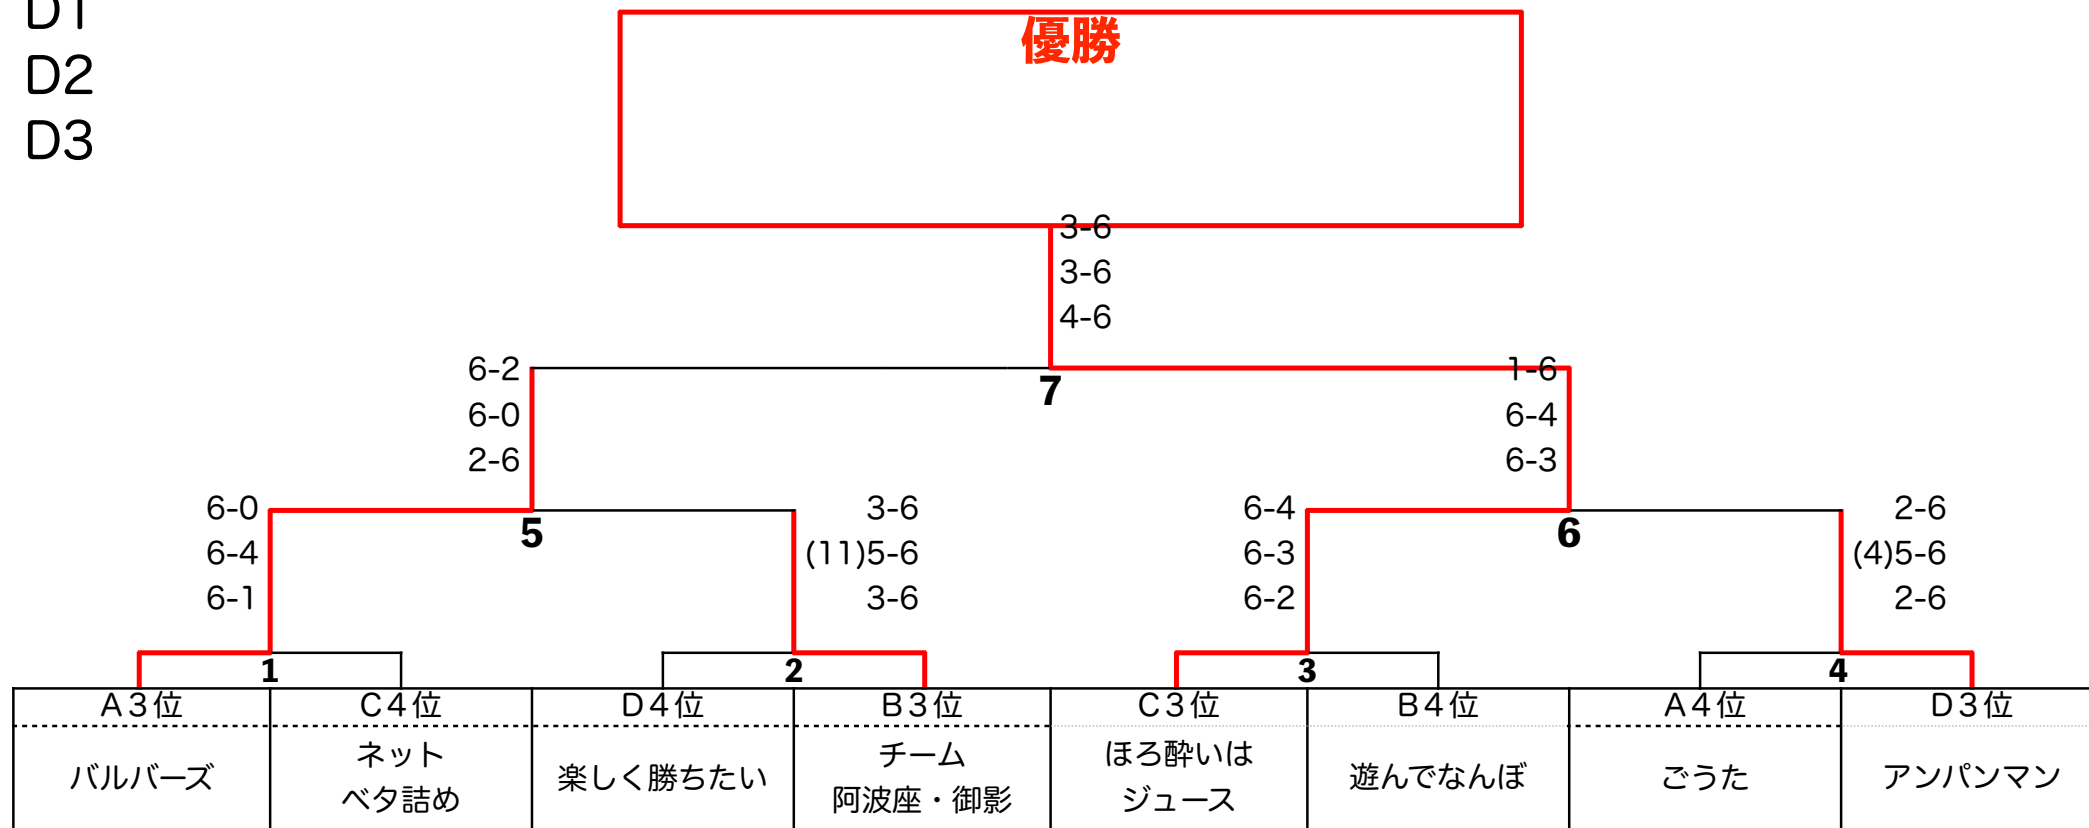 D1
D2
D3
優勝
3-6
3-6
4-6
7
6-2
6-0
2-6
1-6
6-4
6-3
5
6
6-0
6-4
6-1
3-6
(11)5-6
3-6
6-4
6-3
6-2
2-6
(4)5-6
2-6
1
2
3
4
A3位
C4位
D4位
B3位
C3位
B4位
A4位
D3位
バルバーズ
ネット
ベタ詰め
楽しく勝ちたい
チーム
阿波座・御影
ほろ酔いは
ジュース
遊んでなんぼ
ごうた
アンパンマン